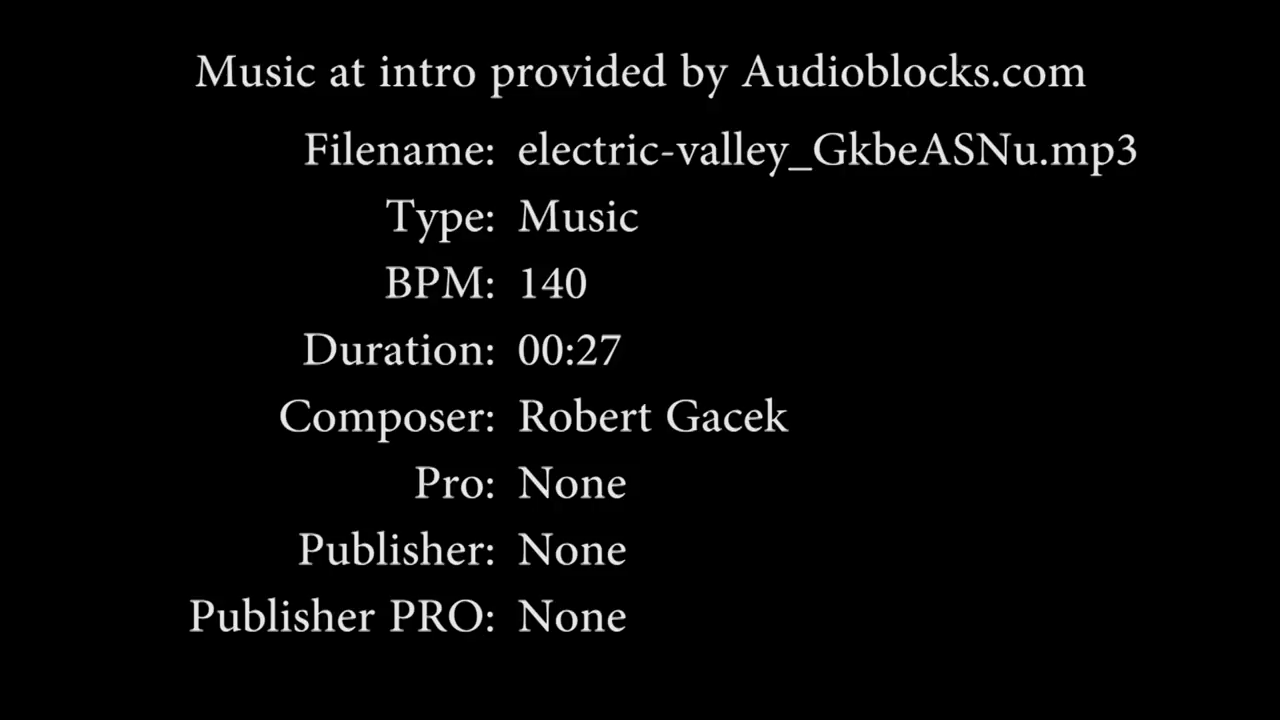 Music at intro provided by Audioblocks.com
Filename: electric-valley_GkbeASNu.mp3
Type: Music
BPM: 140
Duration: 00:27
Composer: Robert Gacek
Pro: None
Publisher: None
Publisher PRO: None